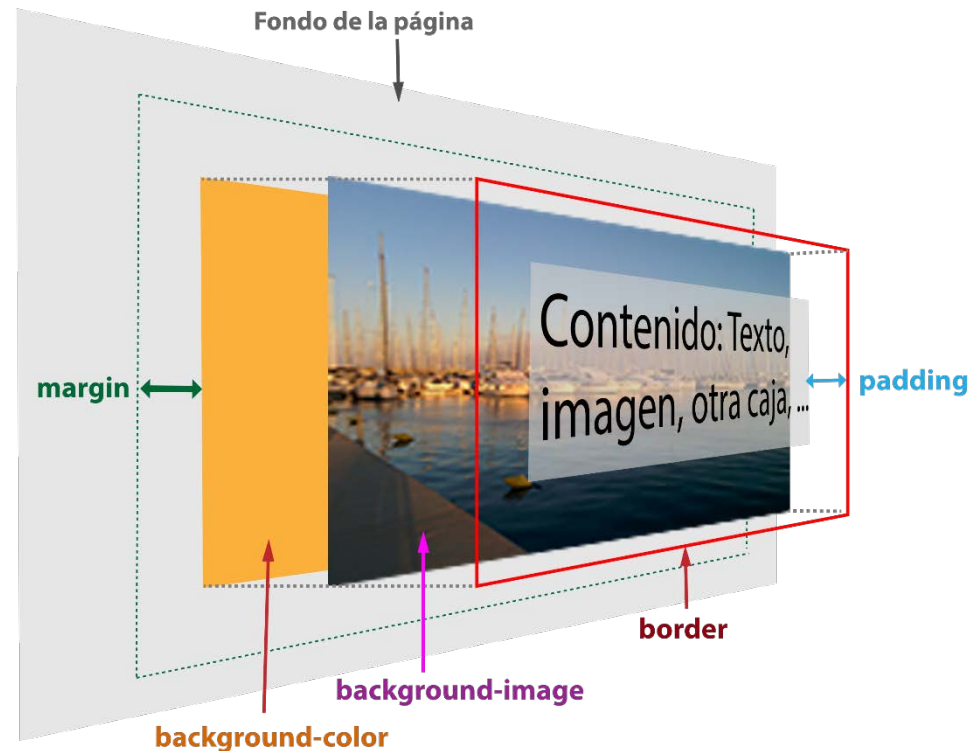 Fondo de la página
Contenido: Texto,
imagen, otra caja, ...
margin
padding
border
background-image
background-color